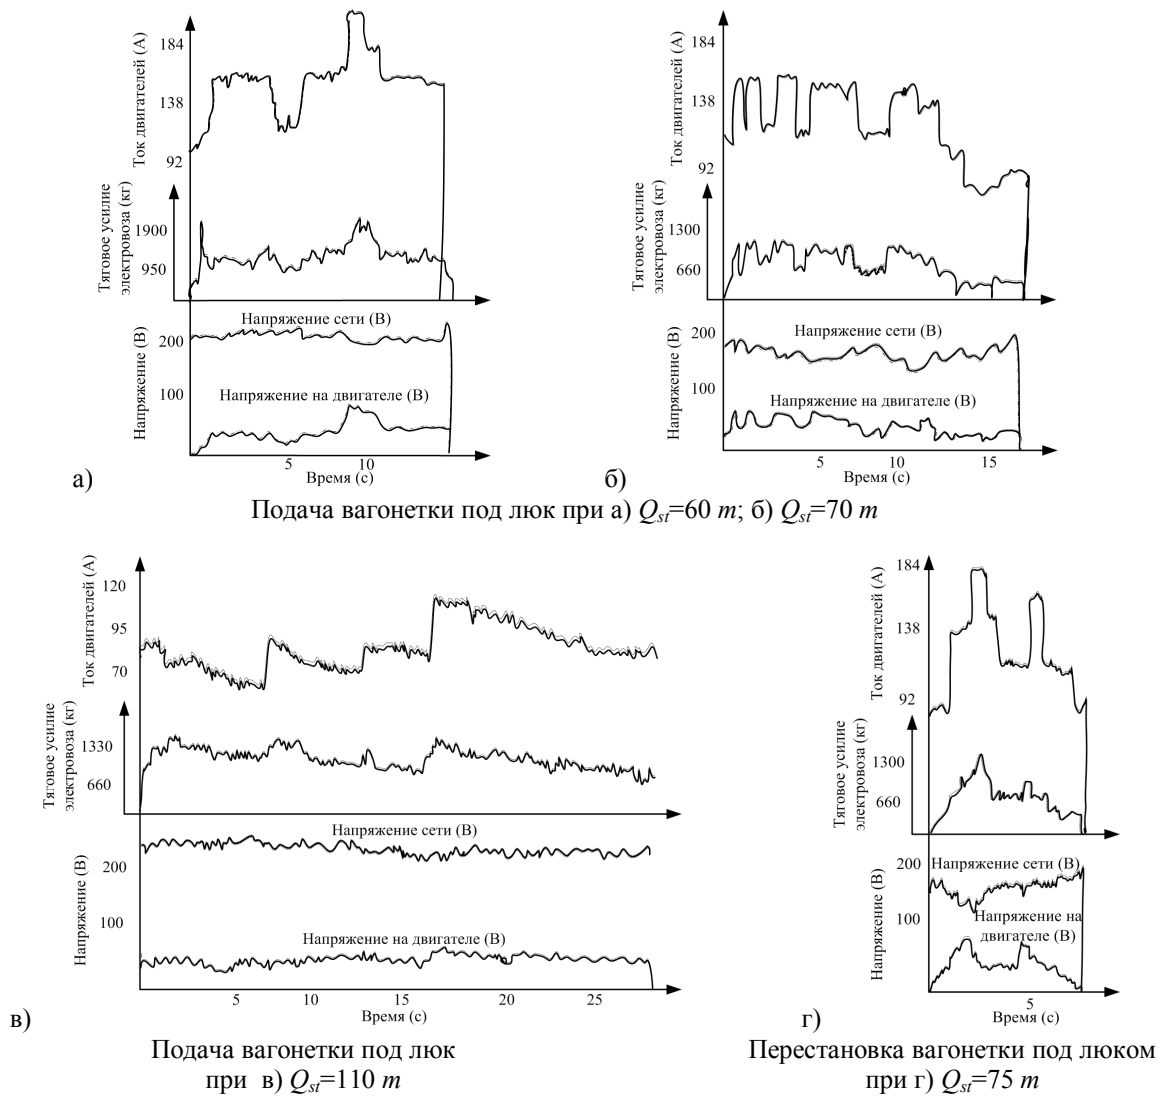 Ток двигателей (А)
184
138
92
Тяговое усилие
электровоза (кг)
1900
950
Напряжение (В)
Напряжение сети (В)
200
100
Напряжение на двигателе (В)
5
10
Время (с)
а)
Ток двигателей (А)
184
138
92
Тяговое усилие
электровоза (кг)
1300
660
Напряжение (В)
Напряжение сети (В)
200
100
Напряжение на двигателе (В)
5
10
15
Время (с)
б)
Подача вагонетки под люк при а) Qst=60 т; б) Qst=70 т
Ток двигателей (А)
120
95
70
Тяговое усилие
электровоза (кг)
1330
660
Напряжение (В)
Напряжение сети (В)
200
100
Напряжение на двигателе (В)
5
10
15
20
25
Время (с)
в)
Подача вагонетки под люк
при в) Qst=110 т
Ток двигателей (А)
184
138
92
Тяговое усилие
электровоза (кг)
1300
660
Напряжение (В)
200
Напряжение сети (В)
100
Напряжение на
двигателе (В)
5
Время (с)
г)
Перестановка вагонетки под люком
при г) Qst=75 т